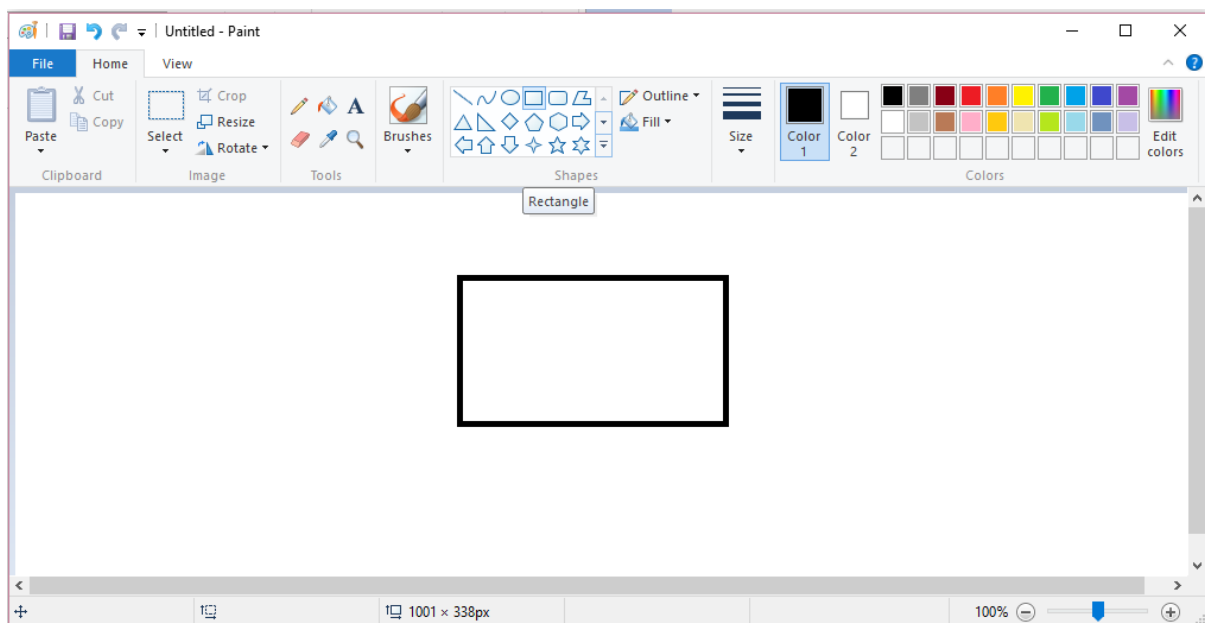 Untitled - Paint
File Home View
Cut
Copy
Paste
Clipboard
Crop
Resize
Rotate
Select
Image
A
Tools
Brushes
Outline
Fill
Shapes
Size
Color 1
Color 2
Edit colors
Colors
Rectangle
1001 × 338px
100%